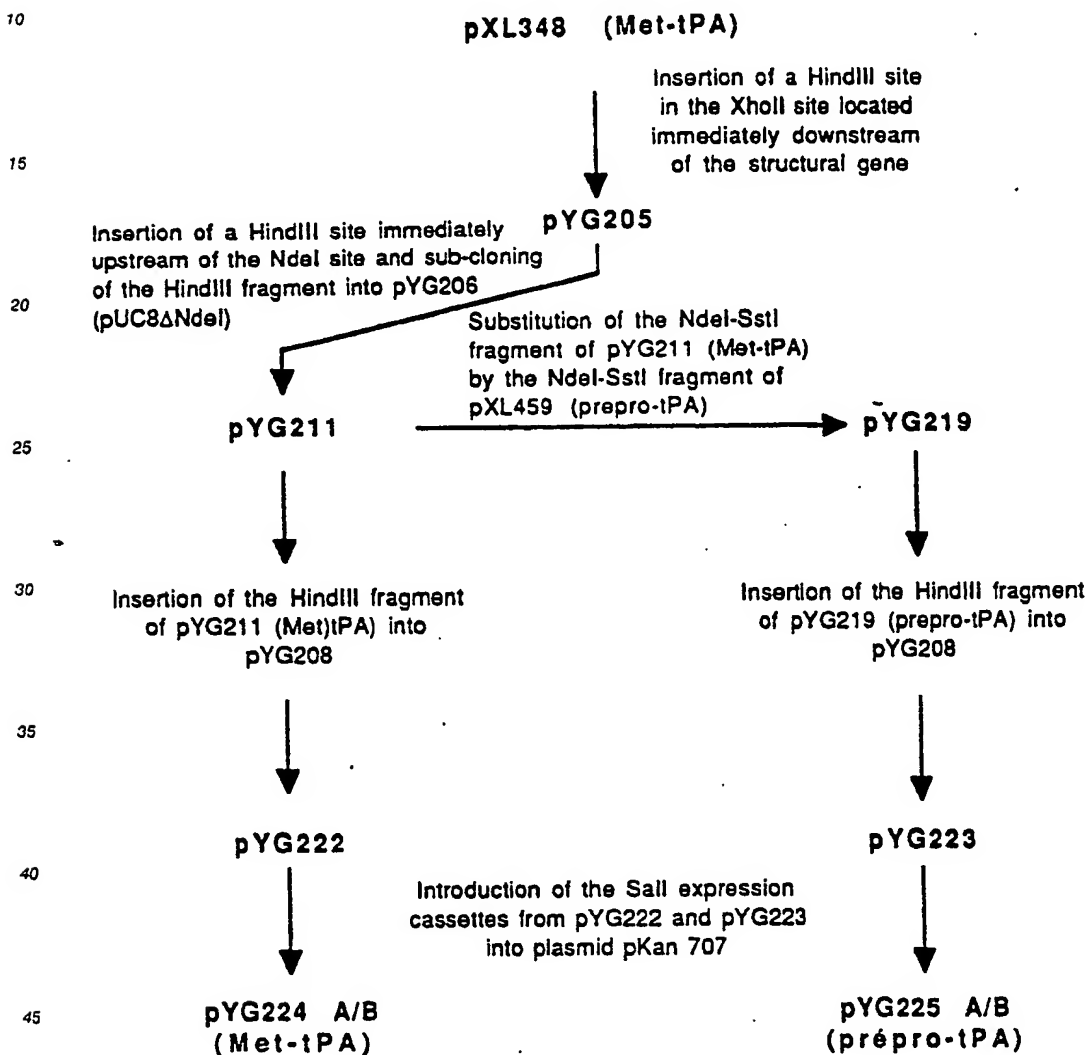 10
pXL348 (Met-tPA)
Insertion of a HindIII site
in the XhoII site located
immediately downstream
of the structural gene
15
pYG205
Insertion of a HindIII site immediately
upstream of the NdeI site and sub-cloning
of the HindIII fragment into pYG206
(pUC8ΔNdeI)
20
Substitution of the NdeI-SstI
fragment of pYG211 (Met-tPA)
by the NdeI-SstI fragment of
pXL459 (prepro-tPA)
pYG211
pYG219
25
30
Insertion of the HindIII fragment
of pYG211 (Met)tPA) into
pYG208
Insertion of the HindIII fragment
of pYG219 (prepro-tPA) into
pYG208
35
pYG222
pYG223
40
Introduction of the SalI expression
cassettes from pYG222 and pYG223
into plasmid pKan 707
45
pYG224 A/B
(Met-tPA)
pYG225 A/B
(prépro-tPA)